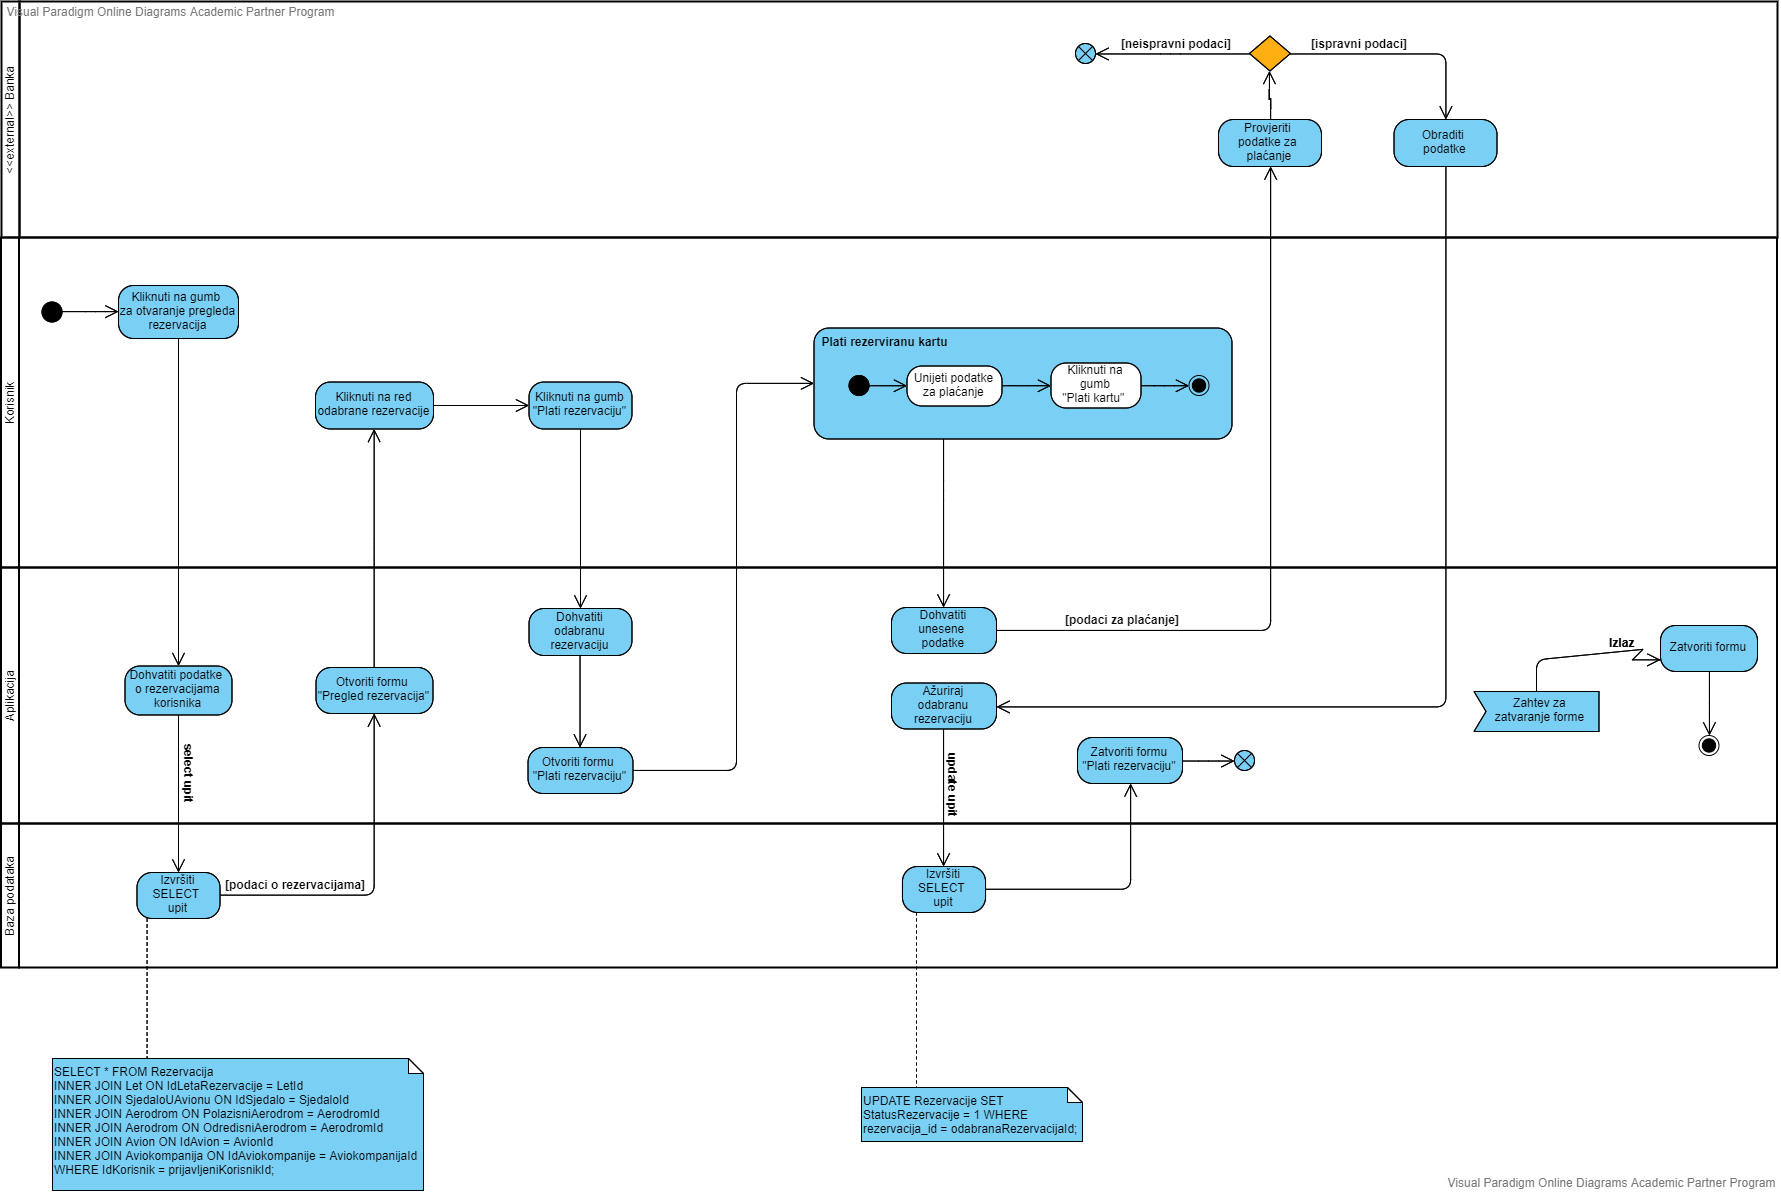 Visual Paradigm Online Diagrams Academic Partner Program
<<external>> Banka
[neispravni podaci]
[ispravni podaci]
Provjeriti
podatke za
plaćanje
Obraditi
podatke
Korisnik
Kliknuti na gumb
za otvaranje pregleda
rezervacija
Kliknuti na red
odabrane rezervacije
Kliknuti na gumb
"Plati rezervaciju"
Plati rezerviranu kartu
Unijeti podatke
za plaćanje
Kliknuti na
gumb
"Plati kartu"
Aplikacija
Dohvatiti podatke
o rezervacijama
korisnika
select upit
Otvoriti formu
"Pregled rezervacija"
Dohvatiti
odabranu
rezervaciju
Otvoriti formu
"Plati rezervaciju"
Dohvatiti
unesene
podatke
[podaci za plaćanje]
Ažuriraj
odabranu
rezervaciju
update upit
Zatvoriti formu
"Plati rezervaciju"
Zahtev za
zatvaranje forme
Izlaz
Zatvoriti formu
Baza podataka
Izvršiti
SELECT
upit
[podaci o rezervacijama]
Izvršiti
SELECT
upit
SELECT * FROM Rezervacija
INNER JOIN Let ON IdLetaRezervacije = LetId
INNER JOIN SjedaloUAvionu ON IdSjedalo = SjedaloId
INNER JOIN Aerodrom ON PolazisniAerodrom = AerodromId
INNER JOIN Aerodrom ON OdredisniAerodrom = AerodromId
INNER JOIN Avion ON IdAvion = AvionId
INNER JOIN Aviokompanija ON IdAviokompanije = AviokompanijaId
WHERE IdKorisnik = prijavljeniKorisnikId;
UPDATE Rezervacije SET
StatusRezervacije = 1 WHERE
rezervacija_id = odabranaRezervacijaId;
Visual Paradigm Online Diagrams Academic Partner Program